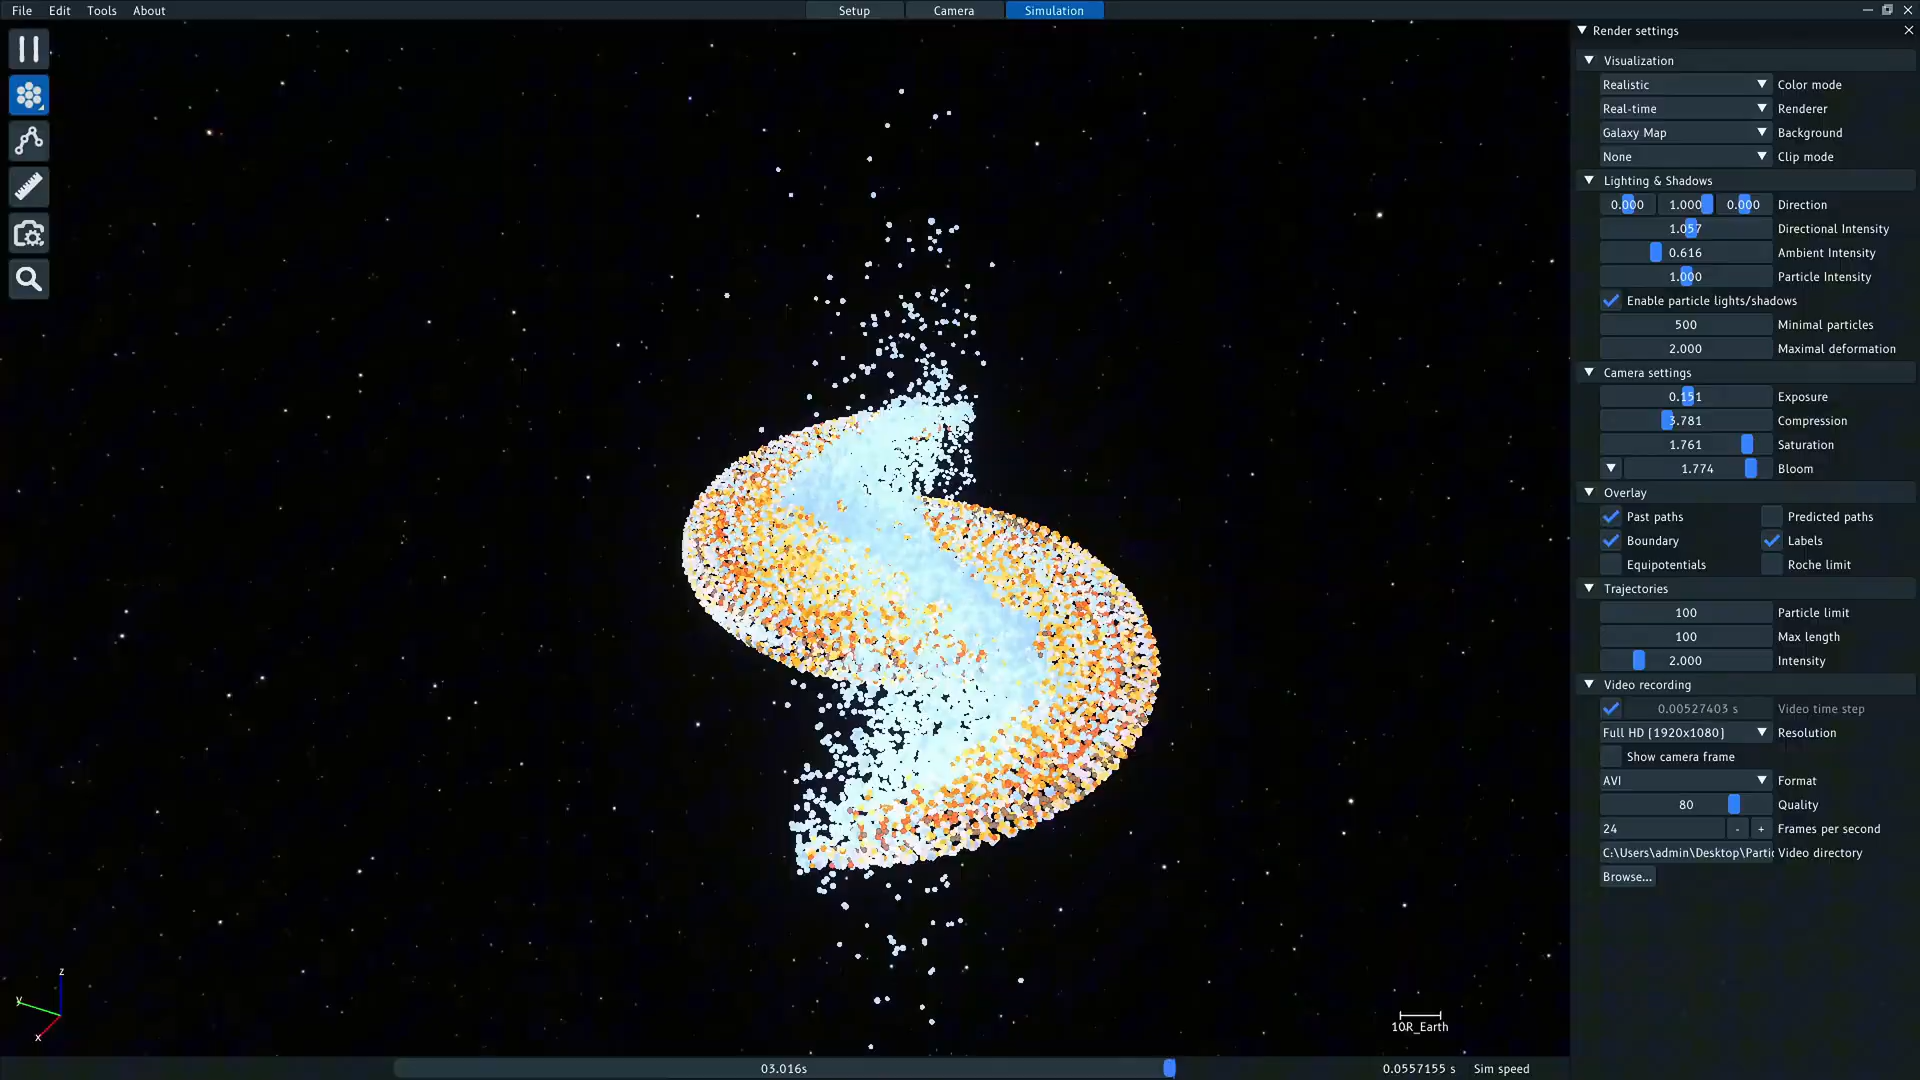 File Edit Tools About
Setup Camera Simulation
Render settings
Visualization
Realistic Color mode
Real-time Renderer
Galaxy Map Background
None Clip mode
Lighting & Shadows
0.000 1.000 0.000 Direction
1.057 Directional Intensity
0.616 Ambient Intensity
1.000 Particle Intensity
Enable particle lights/shadows
500 Minimal particles
2.000 Maximal deformation
Camera settings
0.151 Exposure
3.781 Compression
1.761 Saturation
1.774 Bloom
Overlay
Past paths Predicted paths
Boundary Labels
Equipotentials Roche limit
Trajectories
100 Particle limit
100 Max length
2.000 Intensity
Video recording
0.00527403 s Video time step
Full HD [1920x1080] Resolution
Show camera frame
AVI Format
80 Quality
24 - + Frames per second
C:\Users\admin\Desktop\Partic Video directory
Browse...
z
y
x
10R_Earth
03.016s 0.0557155 s Sim speed